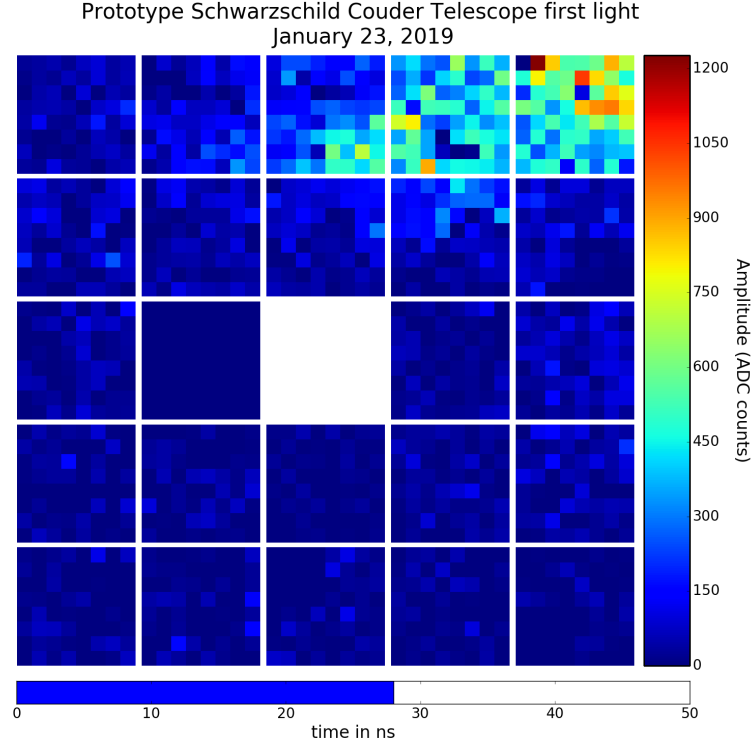 Prototype Schwarzschild Couder Telescope first light
January 23, 2019
1200
1050
900
750
600
450
300
150
0
Amplitude (ADC counts)
0 10 20 30 40 50
time in ns